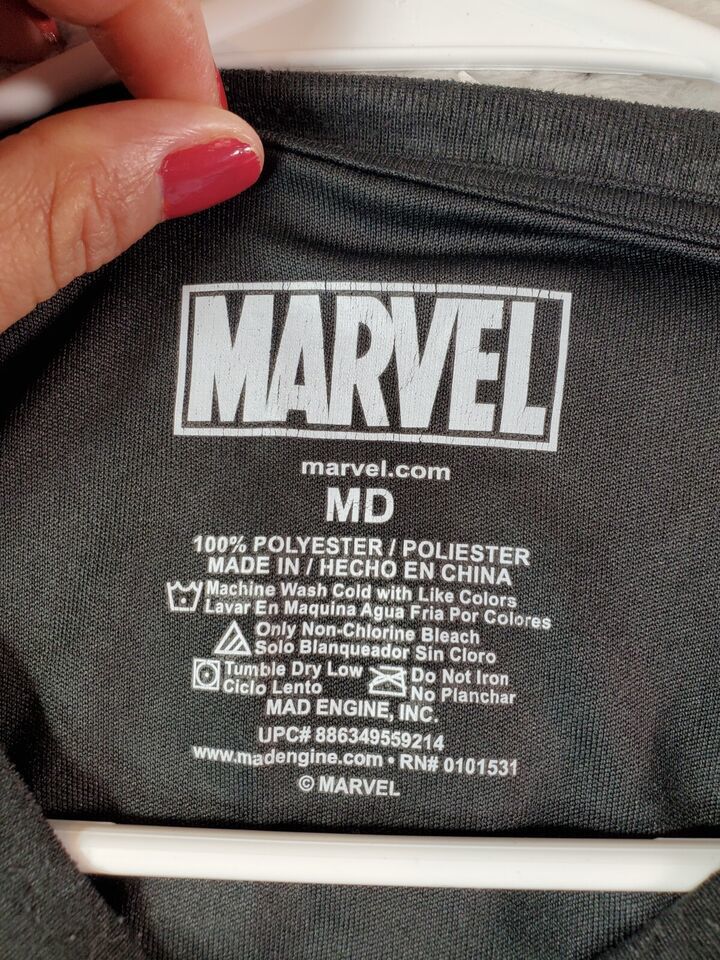 MARVEL
marvel.com
MD
100% POLYESTER / POLIESTER
MADE IN / HECHO EN CHINA
Machine Wash Cold with Like Colors
Lavar En Maquina Agua Fria Por Colores
Only Non-Chlorine Bleach
Solo Blanqueador Sin Cloro
Tumble Dry Low
Ciclo Lento
Do Not Iron
No Planchar
MAD ENGINE, INC.
UPC# 886349559214
www.madengine.com • RN# 0101531
© MARVEL